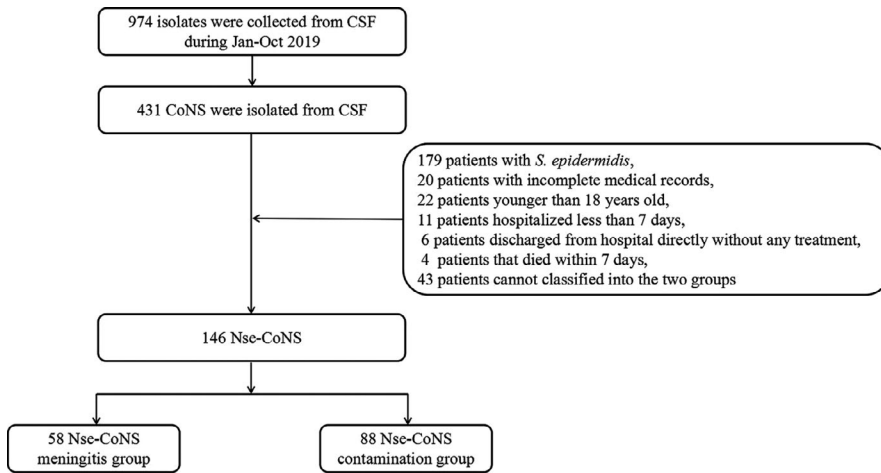 974 isolates were collected from CSF
during Jan-Oct 2019
431 CoNS were isolated from CSF
179 patients with S. epidermidis,
20 patients with incomplete medical records,
22 patients younger than 18 years old,
11 patients hospitalized less than 7 days,
6 patients discharged from hospital directly without any treatment,
4 patients that died within 7 days,
43 patients cannot classified into the two groups
146 Nse-CoNS
58 Nse-CoNS
meningitis group
88 Nse-CoNS
contamination group